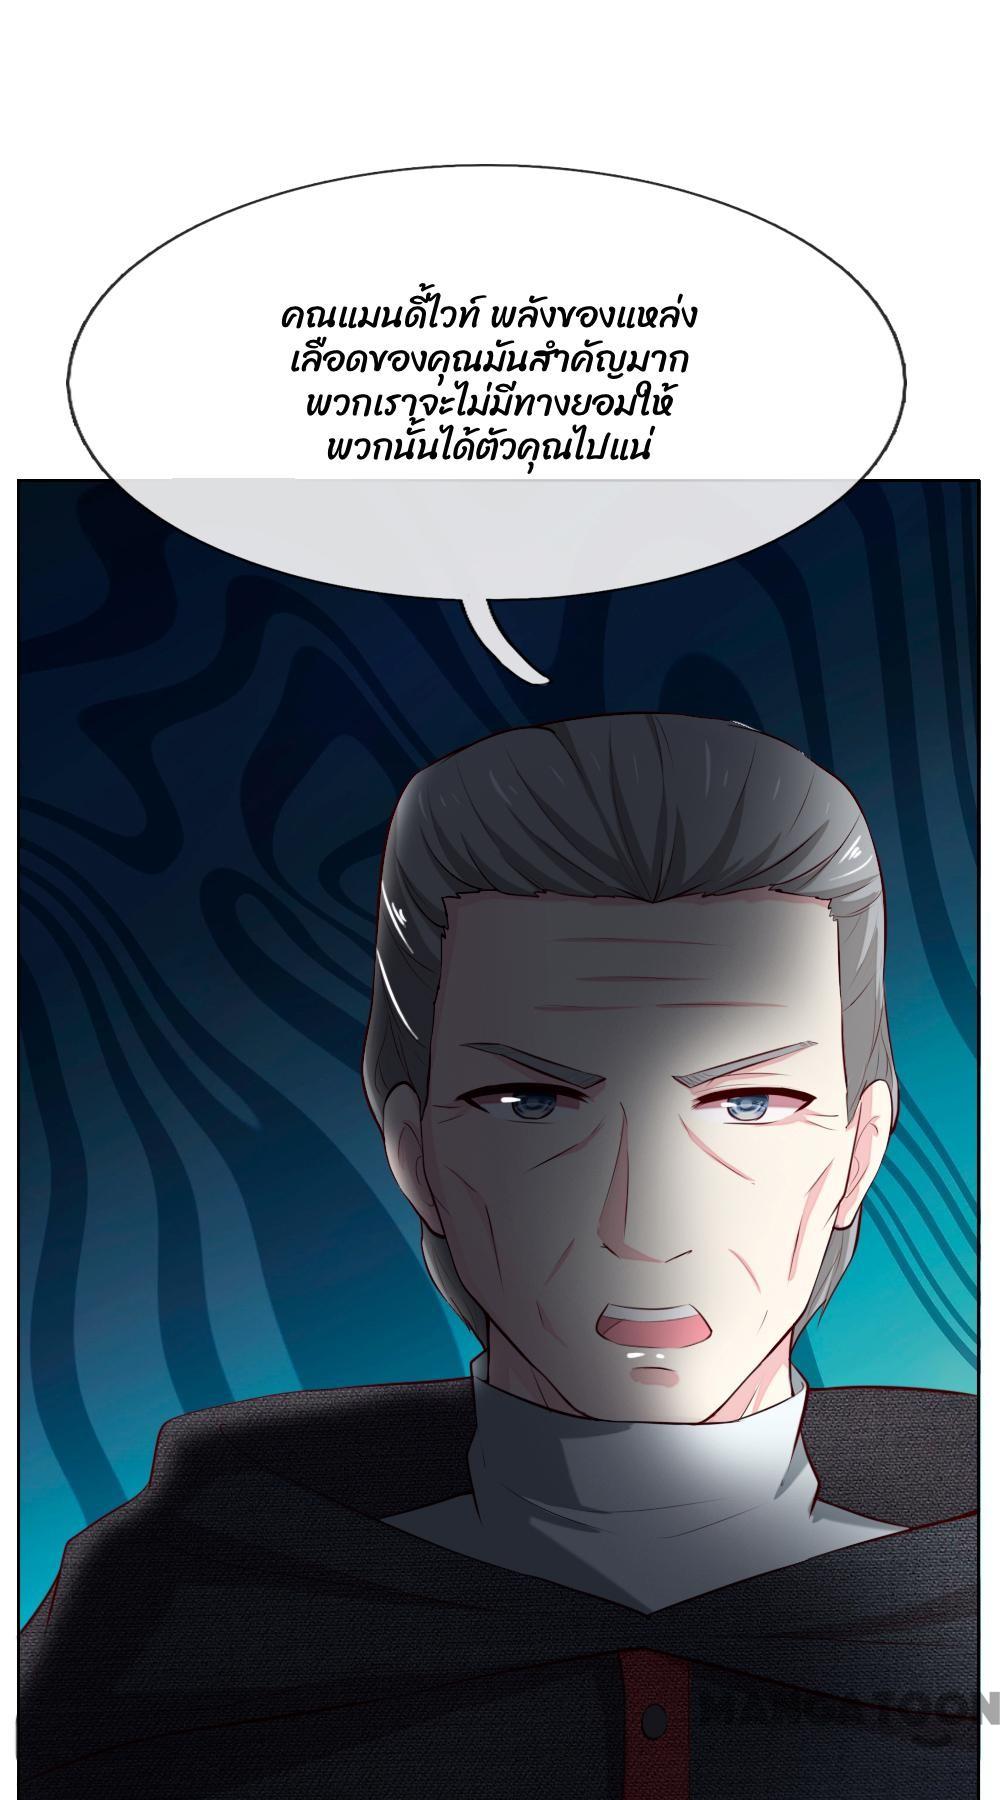 คณแมนดี้ไวท์ พลังของแหล่ง
เลือดของคุณมันสำคัญมาก
พวกเราจะไม่มีทางยอมให้
พวกนั้นได้ตัวคุณไปแน่